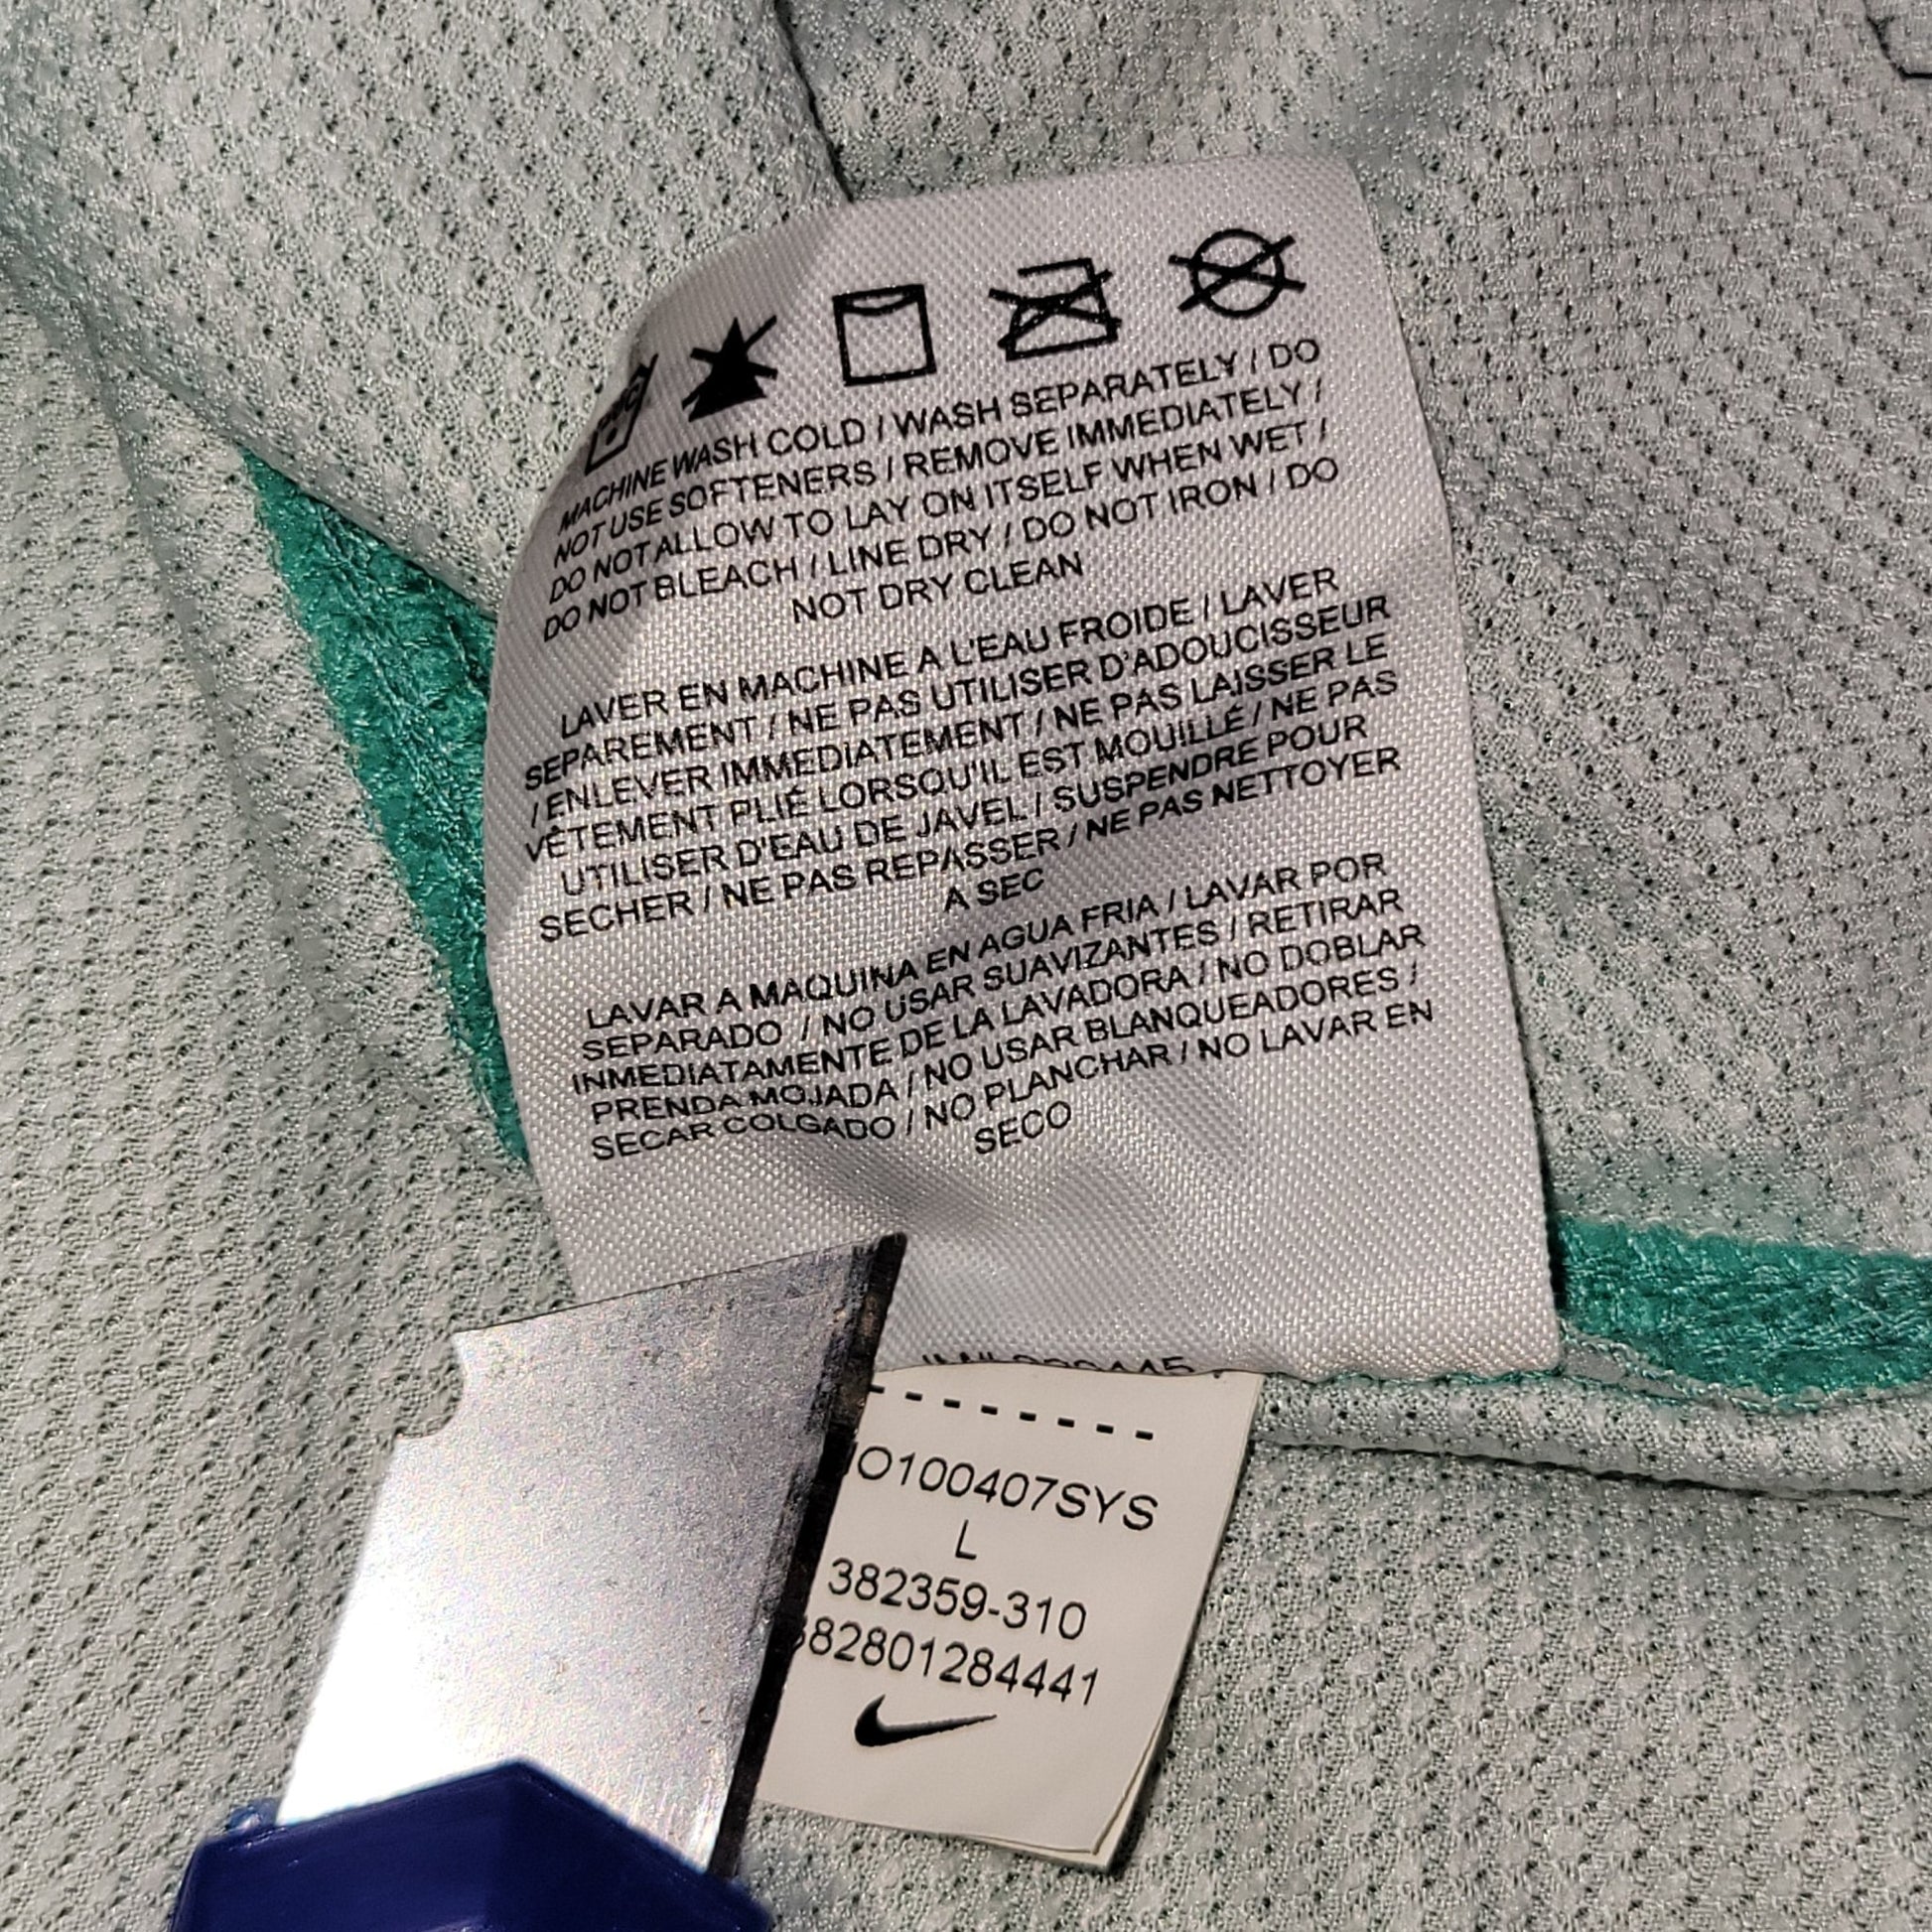 MACHINE WASH COLD / WASH SEPARATELY / DO
NOT USE SOFTENERS / REMOVE IMMEDIATELY /
DO NOT ALLOW TO LAY ON ITSELF WHEN WET /
DO NOT BLEACH / LINE DRY / DO NOT IRON / DO
NOT DRY CLEAN
LAVER EN MACHINE A L'EAU FROIDE / LAVER
SEPAREMENT / NE PAS UTILISER D'ADOUCISSEUR
/ ENLEVER IMMEDIATEMENT / NE PAS LAISSER LE
VÊTEMENT PLIÉ LORSQU'IL EST MOUILLÉ / NE PAS
UTILISER D'EAU DE JAVEL / SUSPENDRE POUR
SECHER / NE PAS REPASSER / NE PAS NETTOYER
A SEC
LAVAR A MAQUINA EN AGUA FRIA / LAVAR POR
SEPARADO / NO USAR SUAVIZANTES / RETIRAR
INMEDIATAMENTE DE LA LAVADORA / NO DOBLAR
PRENDA MOJADA / NO USAR BLANQUEADORES /
SECAR COLGADO / NO PLANCHAR / NO LAVAR EN
SECO
O100407SYS
L
382359-310
82801284441